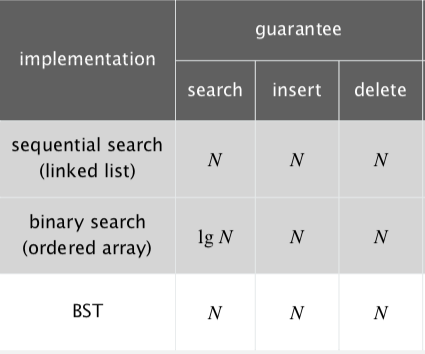 implementation
guarantee
search insert delete
sequential search
(linked list)
N N N
binary search
(ordered array)
lg N N N
BST
N N N